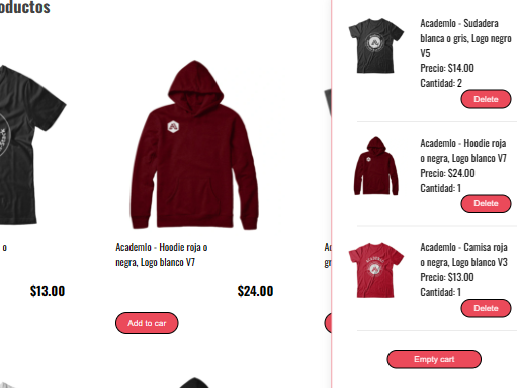 oductos
o
$13.00
Academlo - Hoodie roja o
negra, Logo blanco V7
$24.00
Add to car
Ac
gr
Academlo - Sudadera
blanca o gris, Logo negro
V5
Precio: $14.00
Cantidad: 2
Delete
Academlo - Hoodie roja
o negra, Logo blanco V7
Precio: $24.00
Cantidad: 1
Delete
Academlo - Camisa roja
o negra, Logo blanco V3
Precio: $13.00
Cantidad: 1
Delete
Empty cart